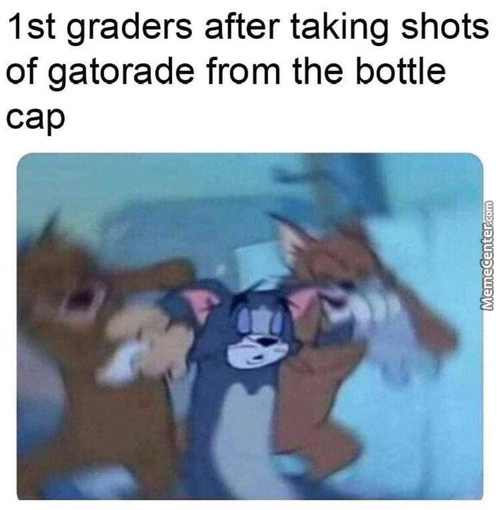 1st graders after taking shots
of gatorade from the bottle
cap
MemeCenter.com